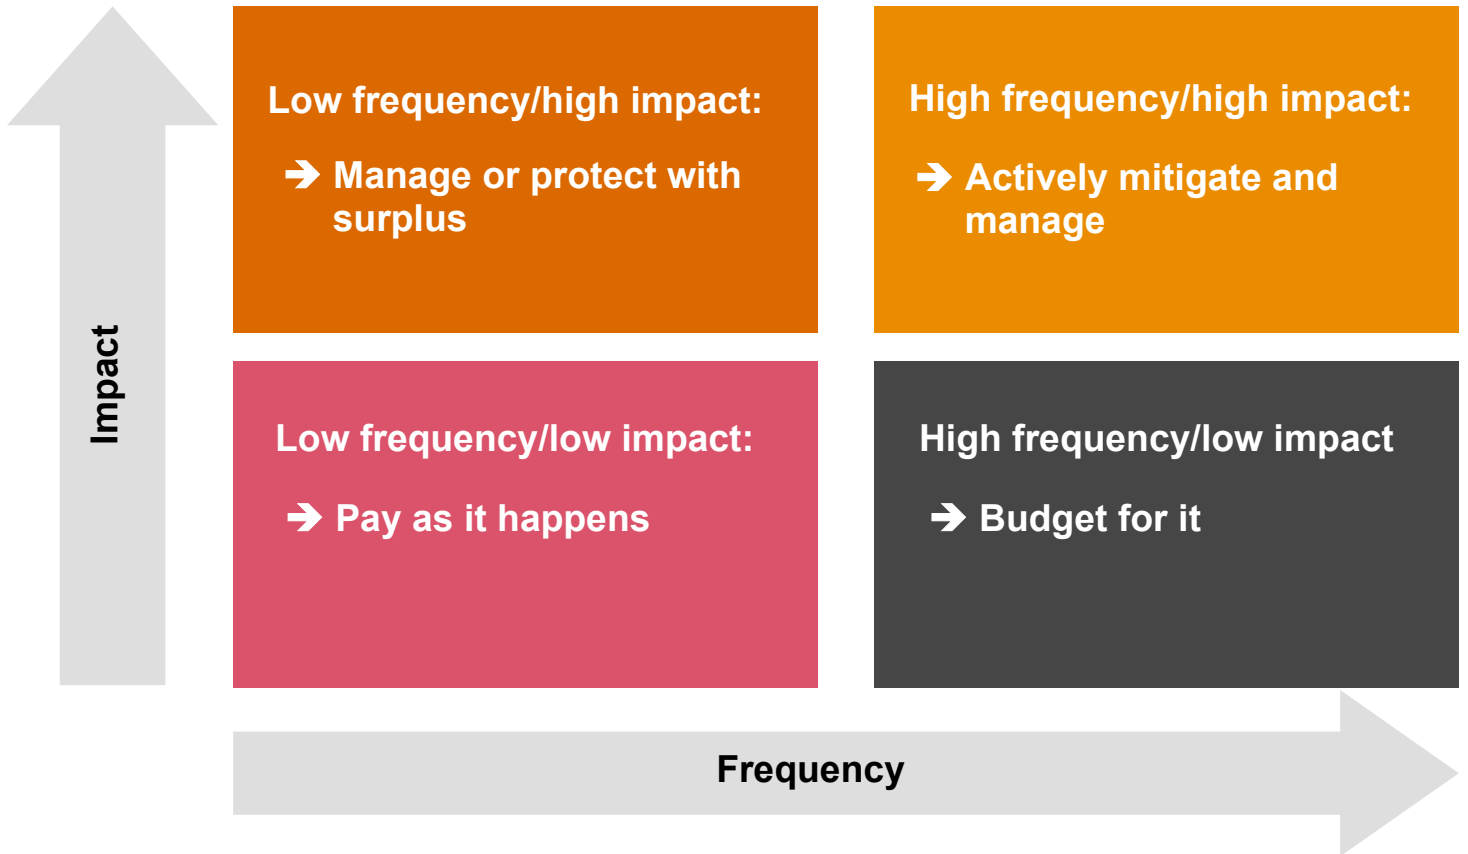 Low frequency/high impact:
➔ Manage or protect with
surplus
High frequency/high impact:
➔ Actively mitigate and
manage
Impact
Low frequency/low impact:
➔ Pay as it happens
High frequency/low impact
➔ Budget for it
Frequency